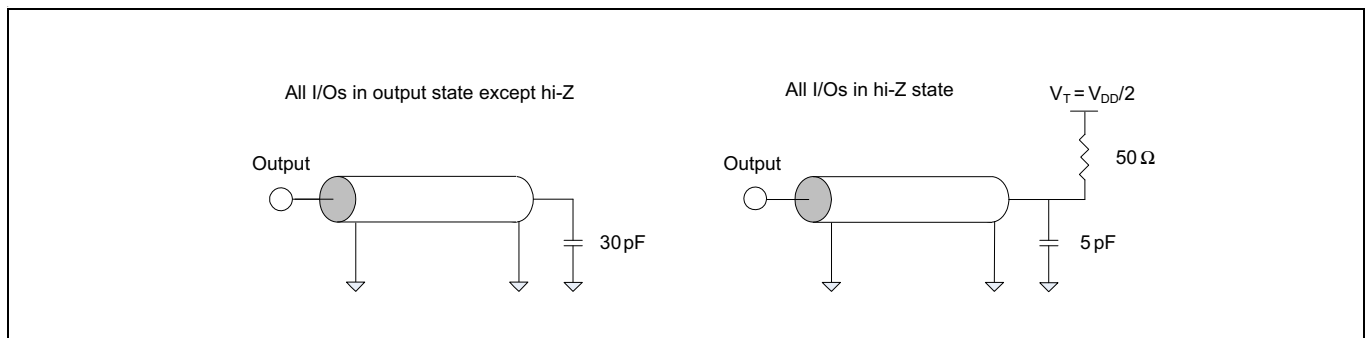 All I/Os in output state except hi-Z
Output
30 pF
All I/Os in hi-Z state
V_T = V_DD/2
50 Ω
Output
5 pF